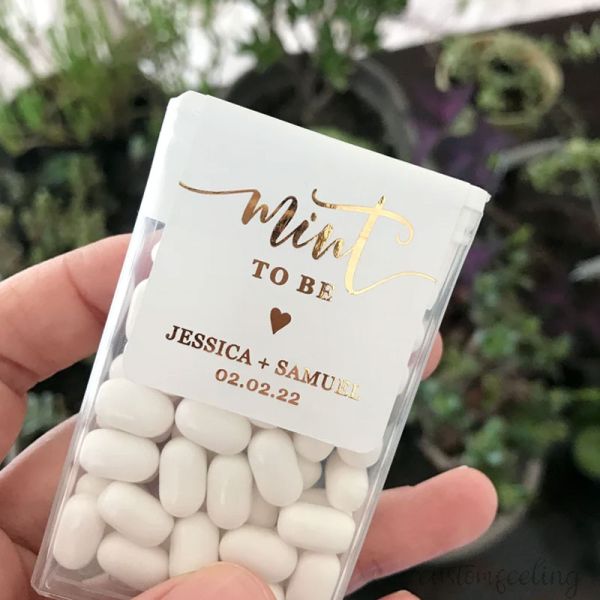 mint
TO BE
JESSICA + SAMUEL
02.02.22
customfeeling